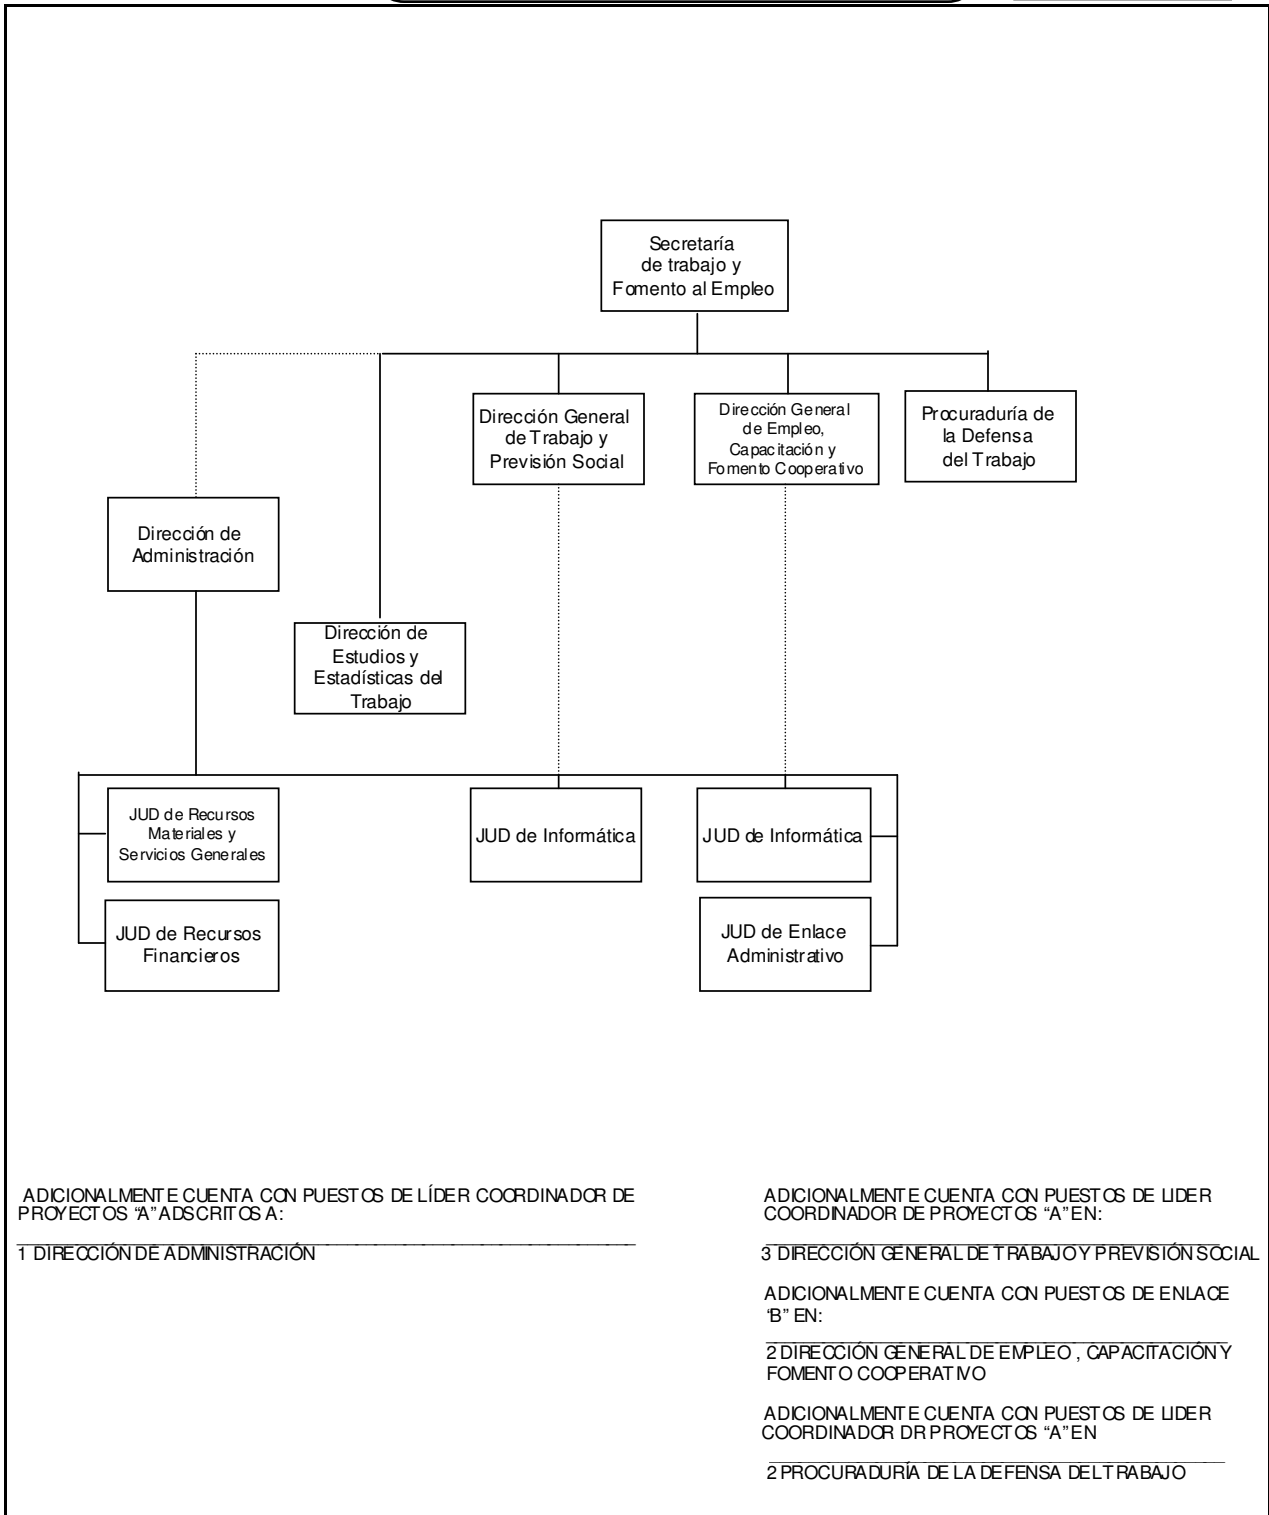 Secretaría
de trabajo y
Fomento al Empleo
Dirección General
de Trabajo y
Previsión Social
Dirección General
de Empleo,
Capacitación y
Fomento Cooperativo
Procuraduría de
la Defensa
del Trabajo
Dirección de
Administración
Dirección de
Estudios y
Estadísticas del
Trabajo
JUD de Recursos
Materiales y
Servicios Generales
JUD de Informática
JUD de Informática
JUD de Recursos
Financieros
JUD de Enlace
Administrativo
ADICIONALMENTE CUENTA CON PUESTOS DE LÍDER COORDINADOR DE
PROYECTOS “A” ADSCRITOS A:
1 DIRECCIÓN DE ADMINISTRACIÓN
ADICIONALMENTE CUENTA CON PUESTOS DE LIDER
COORDINADOR DE PROYECTOS “A” EN:
3 DIRECCIÓN GENERAL DE TRABAJO Y PREVISIÓN SOCIAL
ADICIONALMENTE CUENTA CON PUESTOS DE ENLACE
“B” EN:
2 DIRECCIÓN GENERAL DE EMPLEO , CAPACITACIÓN Y
FOMENTO COOPERATIVO
ADICIONALMENTE CUENTA CON PUESTOS DE LIDER
COORDINADOR DR PROYECTOS “A” EN
2 PROCURADURÍA DE LA DEFENSA DEL TRABAJO